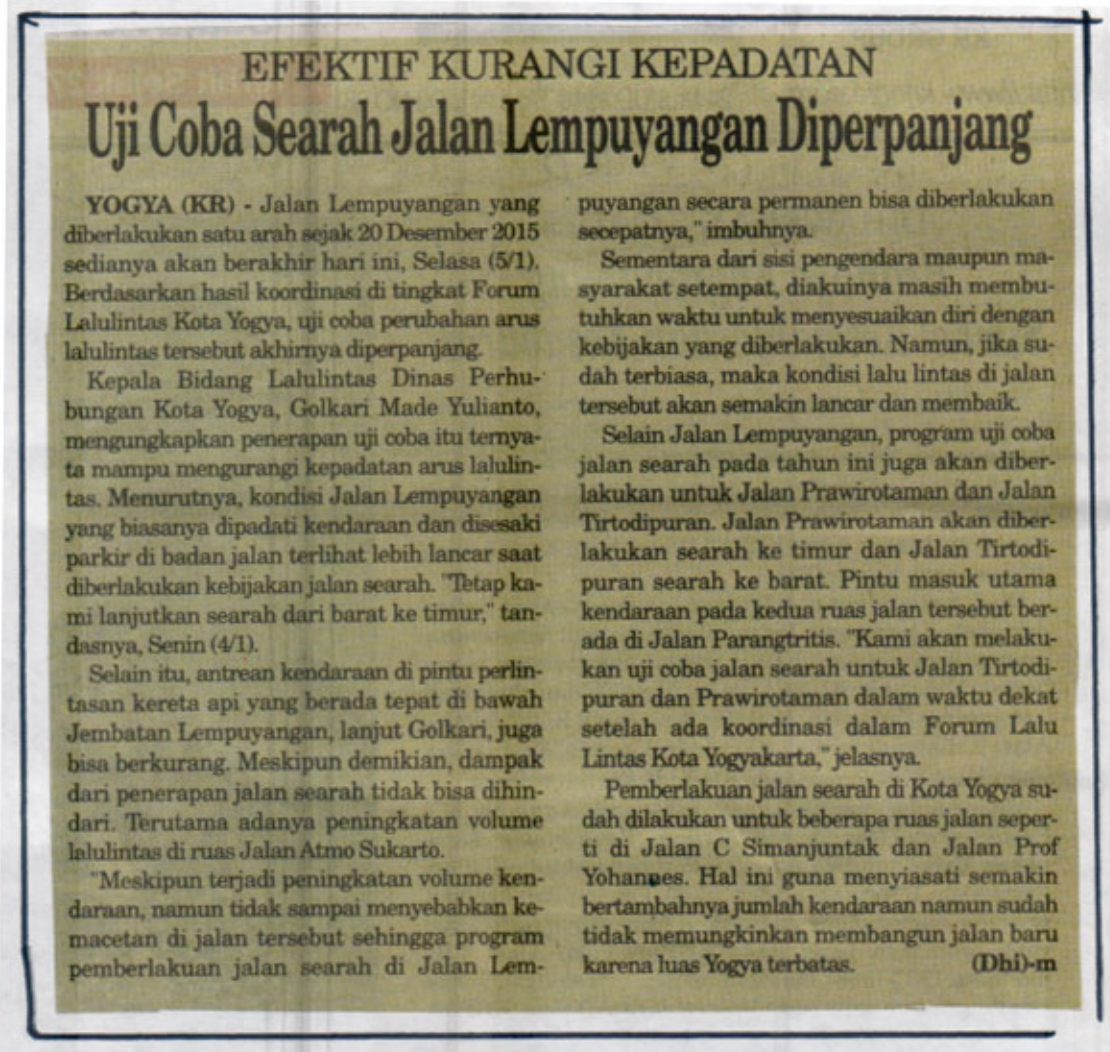 EFEKTIF KURANGI KEPADATAN
Uji Coba Searah Jalan Lempuyangan Diperpanjang
YOGYA (KR) - Jalan Lempuyangan yang
diberlakukan satu arah sejak 20 Desember 2015
sedianya akan berakhir hari ini, Selasa (5/1).
Berdasarkan hasil koordinasi di tingkat Forum
Lalulintas Kota Yogya, uji coba perubahan arus
lalulintas tersebut akhirnya diperpanjang.
Kepala Bidang Lalulintas Dinas Perhu-
bungan Kota Yogya, Golkari Made Yulianto,
mengungkapkan penerapan uji coba itu ternya-
ta mampu mengurangi kepadatan arus lalulin-
tas. Menurutnya, kondisi Jalan Lempuyangan
yang biasanya dipadati kendaraan dan disesaki
parkir di badan jalan terlihat lebih lancar saat
diberlakukan kebijakan jalan searah. "Tetap ka-
mi lanjutkan searah dari barat ke timur," tan-
dasnya, Senin (4/1).
Selain itu, antrean kendaraan di pintu perlin-
tasan kereta api yang berada tepat di bawah
Jembatan Lempuyangan, lanjut Golkari, juga
bisa berkurang. Meskipun demikian, dampak
dari penerapan jalan searah tidak bisa dihin-
dari. Terutama adanya peningkatan volume
lalulintas di ruas Jalan Atmo Sukarto.
"Meskipun terjadi peningkatan volume ken-
daraan, namun tidak sampai menyebabkan ke-
macetan di jalan tersebut sehingga program
pemberlakuan jalan searah di Jalan Lem-
puyangan secara permanen bisa diberlakukan
secepatnya," imbuhnya.
Sementara dari sisi pengendara maupun ma-
syarakat setempat, diakuinya masih membu-
tuhkan waktu untuk menyesuaikan diri dengan
kebijakan yang diberlakukan. Namun, jika su-
dah terbiasa, maka kondisi lalu lintas di jalan
tersebut akan semakin lancar dan membaik.
Selain Jalan Lempuyangan, program uji coba
jalan searah pada tahun ini juga akan diber-
lakukan untuk Jalan Prawirotaman dan Jalan
Tirtodipuran. Jalan Prawirotaman akan diber-
lakukan searah ke timur dan Jalan Tirtodi-
puran searah ke barat. Pintu masuk utama
kendaraan pada kedua ruas jalan tersebut ber-
ada di Jalan Parangtritis. "Kami akan melaku-
kan uji coba jalan searah untuk Jalan Tirtodi-
puran dan Prawirotaman dalam waktu dekat
setelah ada koordinasi dalam Forum Lalu
Lintas Kota Yogyakarta," jelasnya.
Pemberlakuan jalan searah di Kota Yogya su-
dah dilakukan untuk beberapa ruas jalan seper-
ti di Jalan C Simanjuntak dan Jalan Prof
Yohannes. Hal ini guna menyiasati semakin
bertambahnya jumlah kendaraan namun sudah
tidak memungkinkan membangun jalan baru
karena luas Yogya terbatas. (Dhi)-m